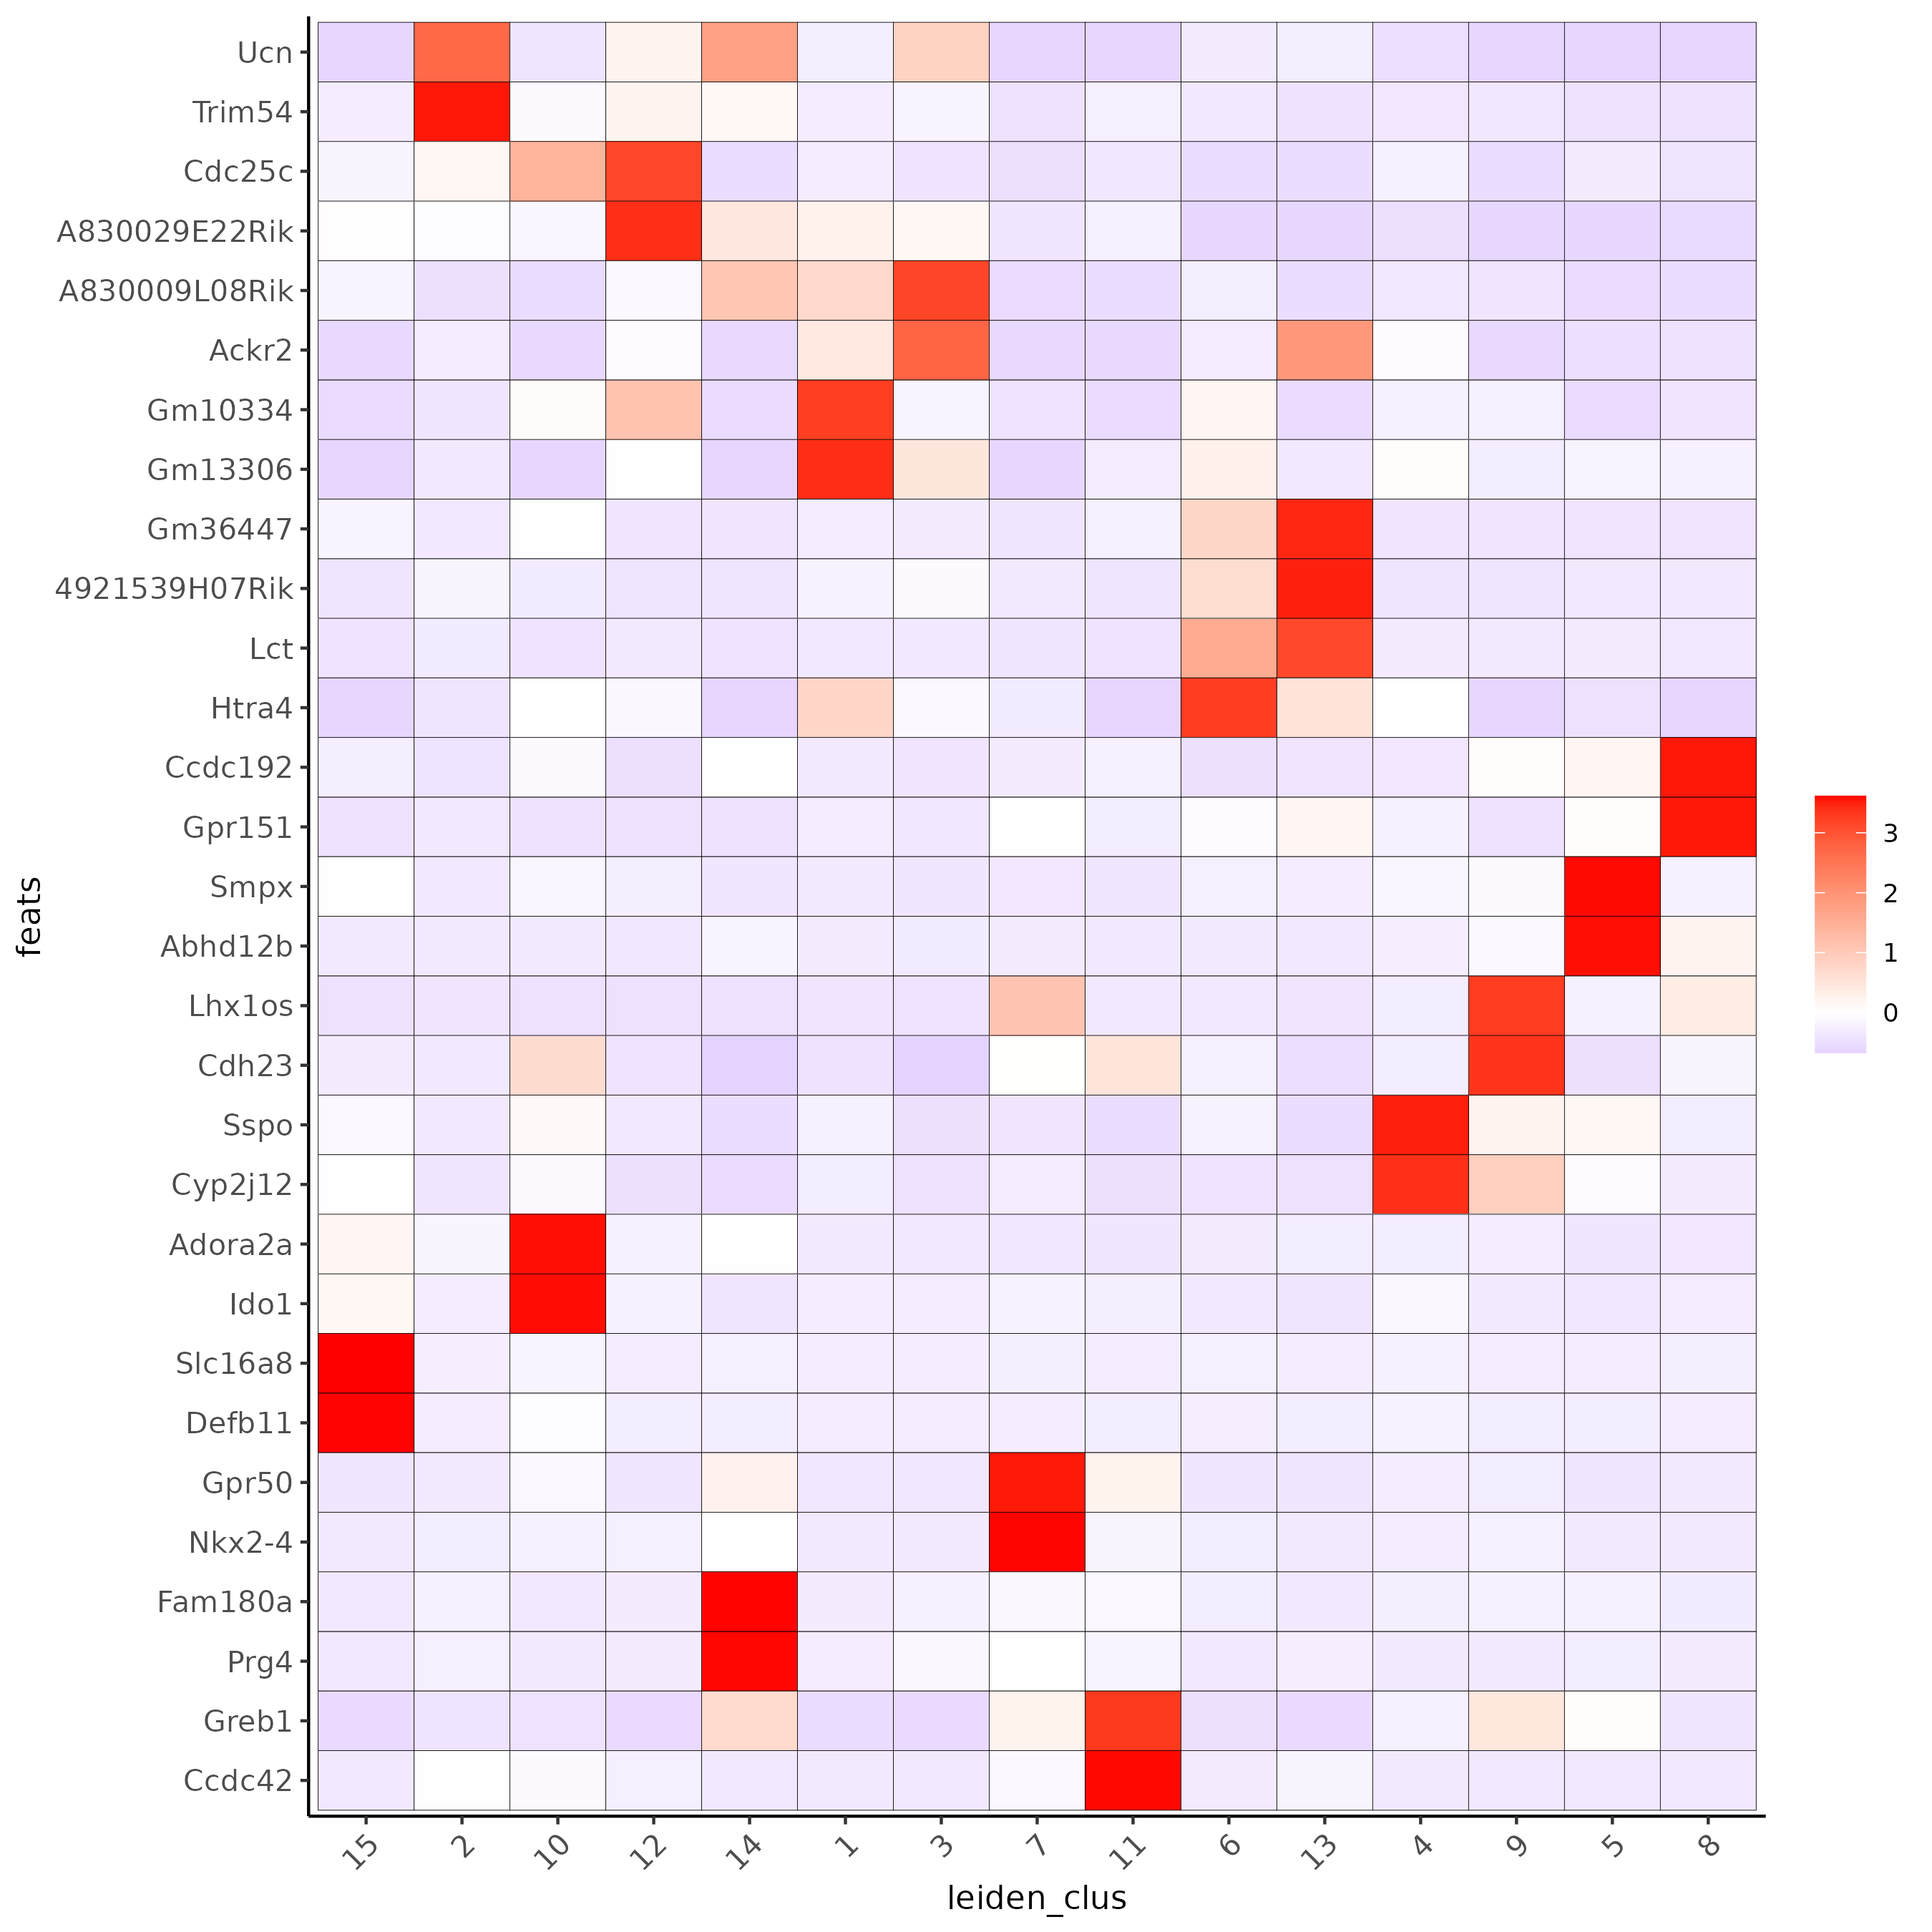 Ucn
Trim54
Cdc25c
A830029E22Rik
A830009L08Rik
Ackr2
Gm10334
Gm13306
Gm36447
4921539H07Rik
Lct
Htra4
Ccdc192
Gpr151
Smpx
Abhd12b
Lhx1os
Cdh23
Sspo
Cyp2j12
Adora2a
Ido1
Slc16a8
Defb11
Gpr50
Nkx2-4
Fam180a
Prg4
Greb1
Ccdc42
feats
15 2 10 12 14 1 3 7 11 6 13 4 9 5 8
leiden_clus
3
2
1
0